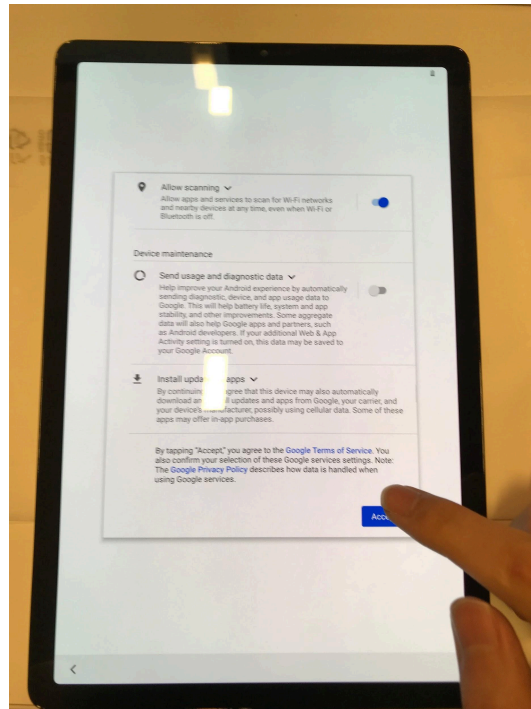 Allow scanning
Allow apps and services to scan for Wi-Fi networks
and nearby devices at any time, even when Wi-Fi or
Bluetooth is off.
Device maintenance
Send usage and diagnostic data
Help improve your Android experience by automatically
sending diagnostic, device, and app usage data to
Google. This will help battery life, system and app
stability, and other improvements. Some aggregate
data will also help Google apps and partners, such
as Android developers. If your additional Web & App
Activity setting is turned on, this data may be saved to
your Google Account.
Install apps
By continuing agree that this device may also automatically
download updates and apps from Google, your carrier, and
your device's possibly using cellular data. Some of these
apps may offer in-app purchases.
By tapping "Accept," you agree to the Google Terms of Service. You
also confirm your selection of these Google services settings. Note:
The Google Privacy Policy describes how data is handled when
using Google services.